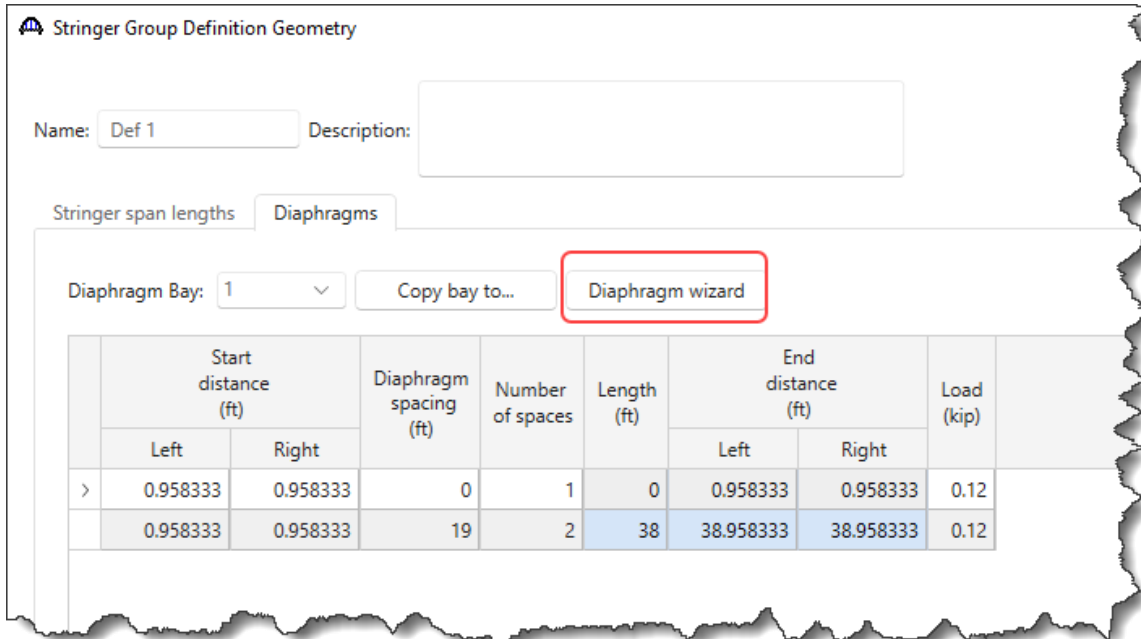 Stringer Group Definition Geometry
Name: Def 1 Description:
Stringer span lengths Diaphragms
Diaphragm Bay: 1 Copy bay to... Diaphragm wizard
Start distance (ft) Diaphragm spacing (ft) Number of spaces Length (ft) End distance (ft) Load (kip)
Left Right Left Right
0.958333 0.958333 0 1 0 0.958333 0.958333 0.12
0.958333 0.958333 19 2 38 38.958333 38.958333 0.12